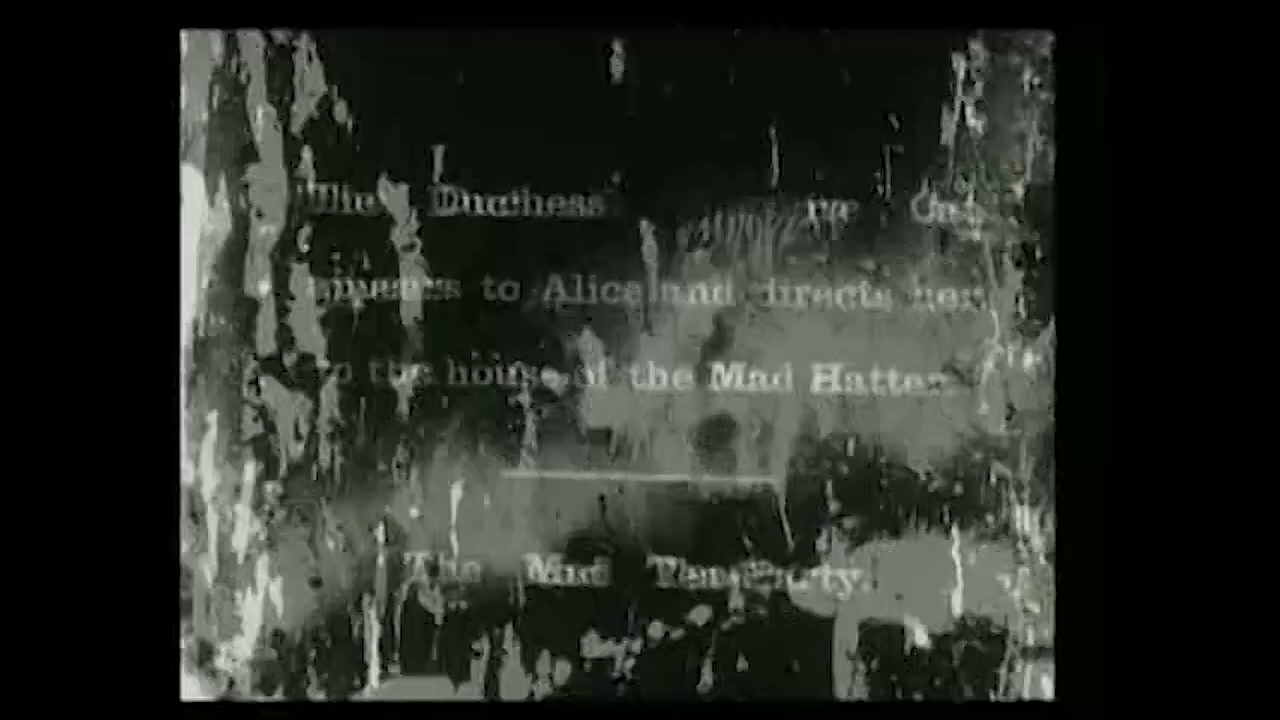 The Duchess's Cat
appears to Alice and directs her
to the house of the Mad Hatter.
The Mad Tea-Party.